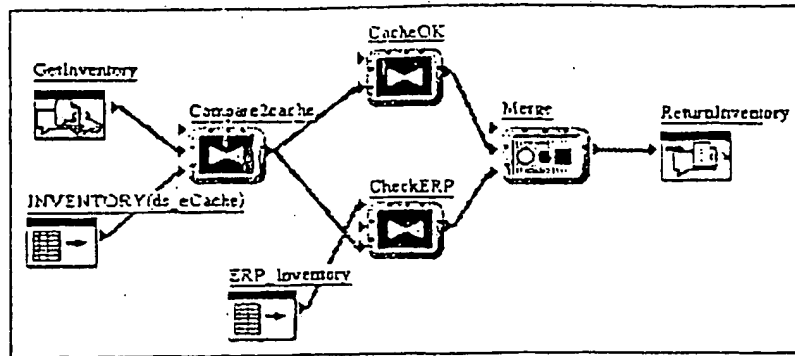 CacheOK
GetInventory
Compare2cache
Merge
ReturnInventory
INVENTORY(ds_eCache)
CheckERP
ERP_Inventory